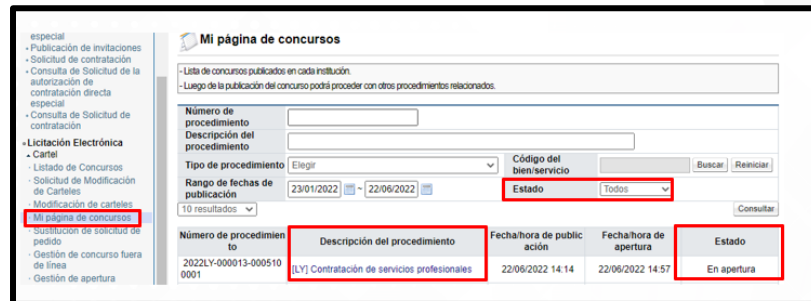 especial
Publicación de invitaciones
Solicitud de contratación
Consulta de Solicitud de la
autorización de
contratación directa
especial
Consulta de Solicitud de
contratación
Licitación Electrónica
Cartel
Listado de Concursos
Solicitud de Modificación
de Carteles
Modificación de carteles
Mi página de concursos
Sustitución de solicitud de
pedido
Gestión de concurso fuera
de línea
Gestión de apertura
Mi página de concursos
- Lista de concursos publicados en cada institución.
- Luego de la publicación del concurso podrá proceder con otros procedimientos relacionados.
Número de
procedimiento
Descripción del
procedimiento
Tipo de procedimiento Elegir Código del
bien/servicio Buscar Reiniciar
Rango de fechas de
publicación 23/01/2022 ~ 22/06/2022 Estado Todos
10 resultados Consultar
Número de procedimien
to Descripción del procedimiento Fecha/hora de public
ación Fecha/hora de
apertura Estado
2022LY-000013-000510
0001 [LY] Contratación de servicios profesionales 22/06/2022 14:14 22/06/2022 14:57 En apertura